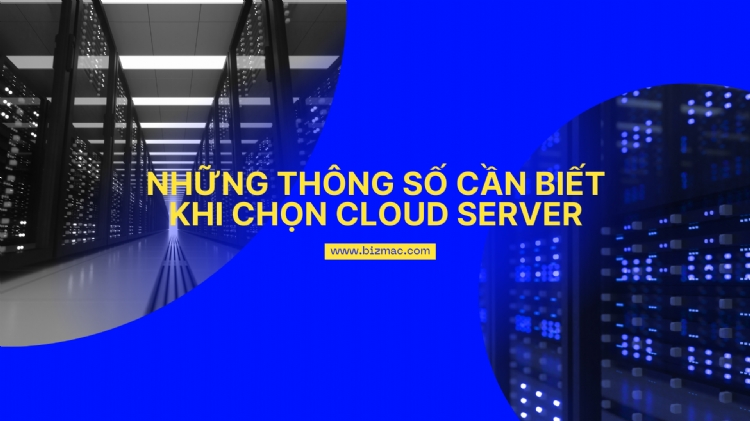 NHỮNG THÔNG SỐ CẦN BIẾT
KHI CHỌN CLOUD SERVER
www.bizmac.com